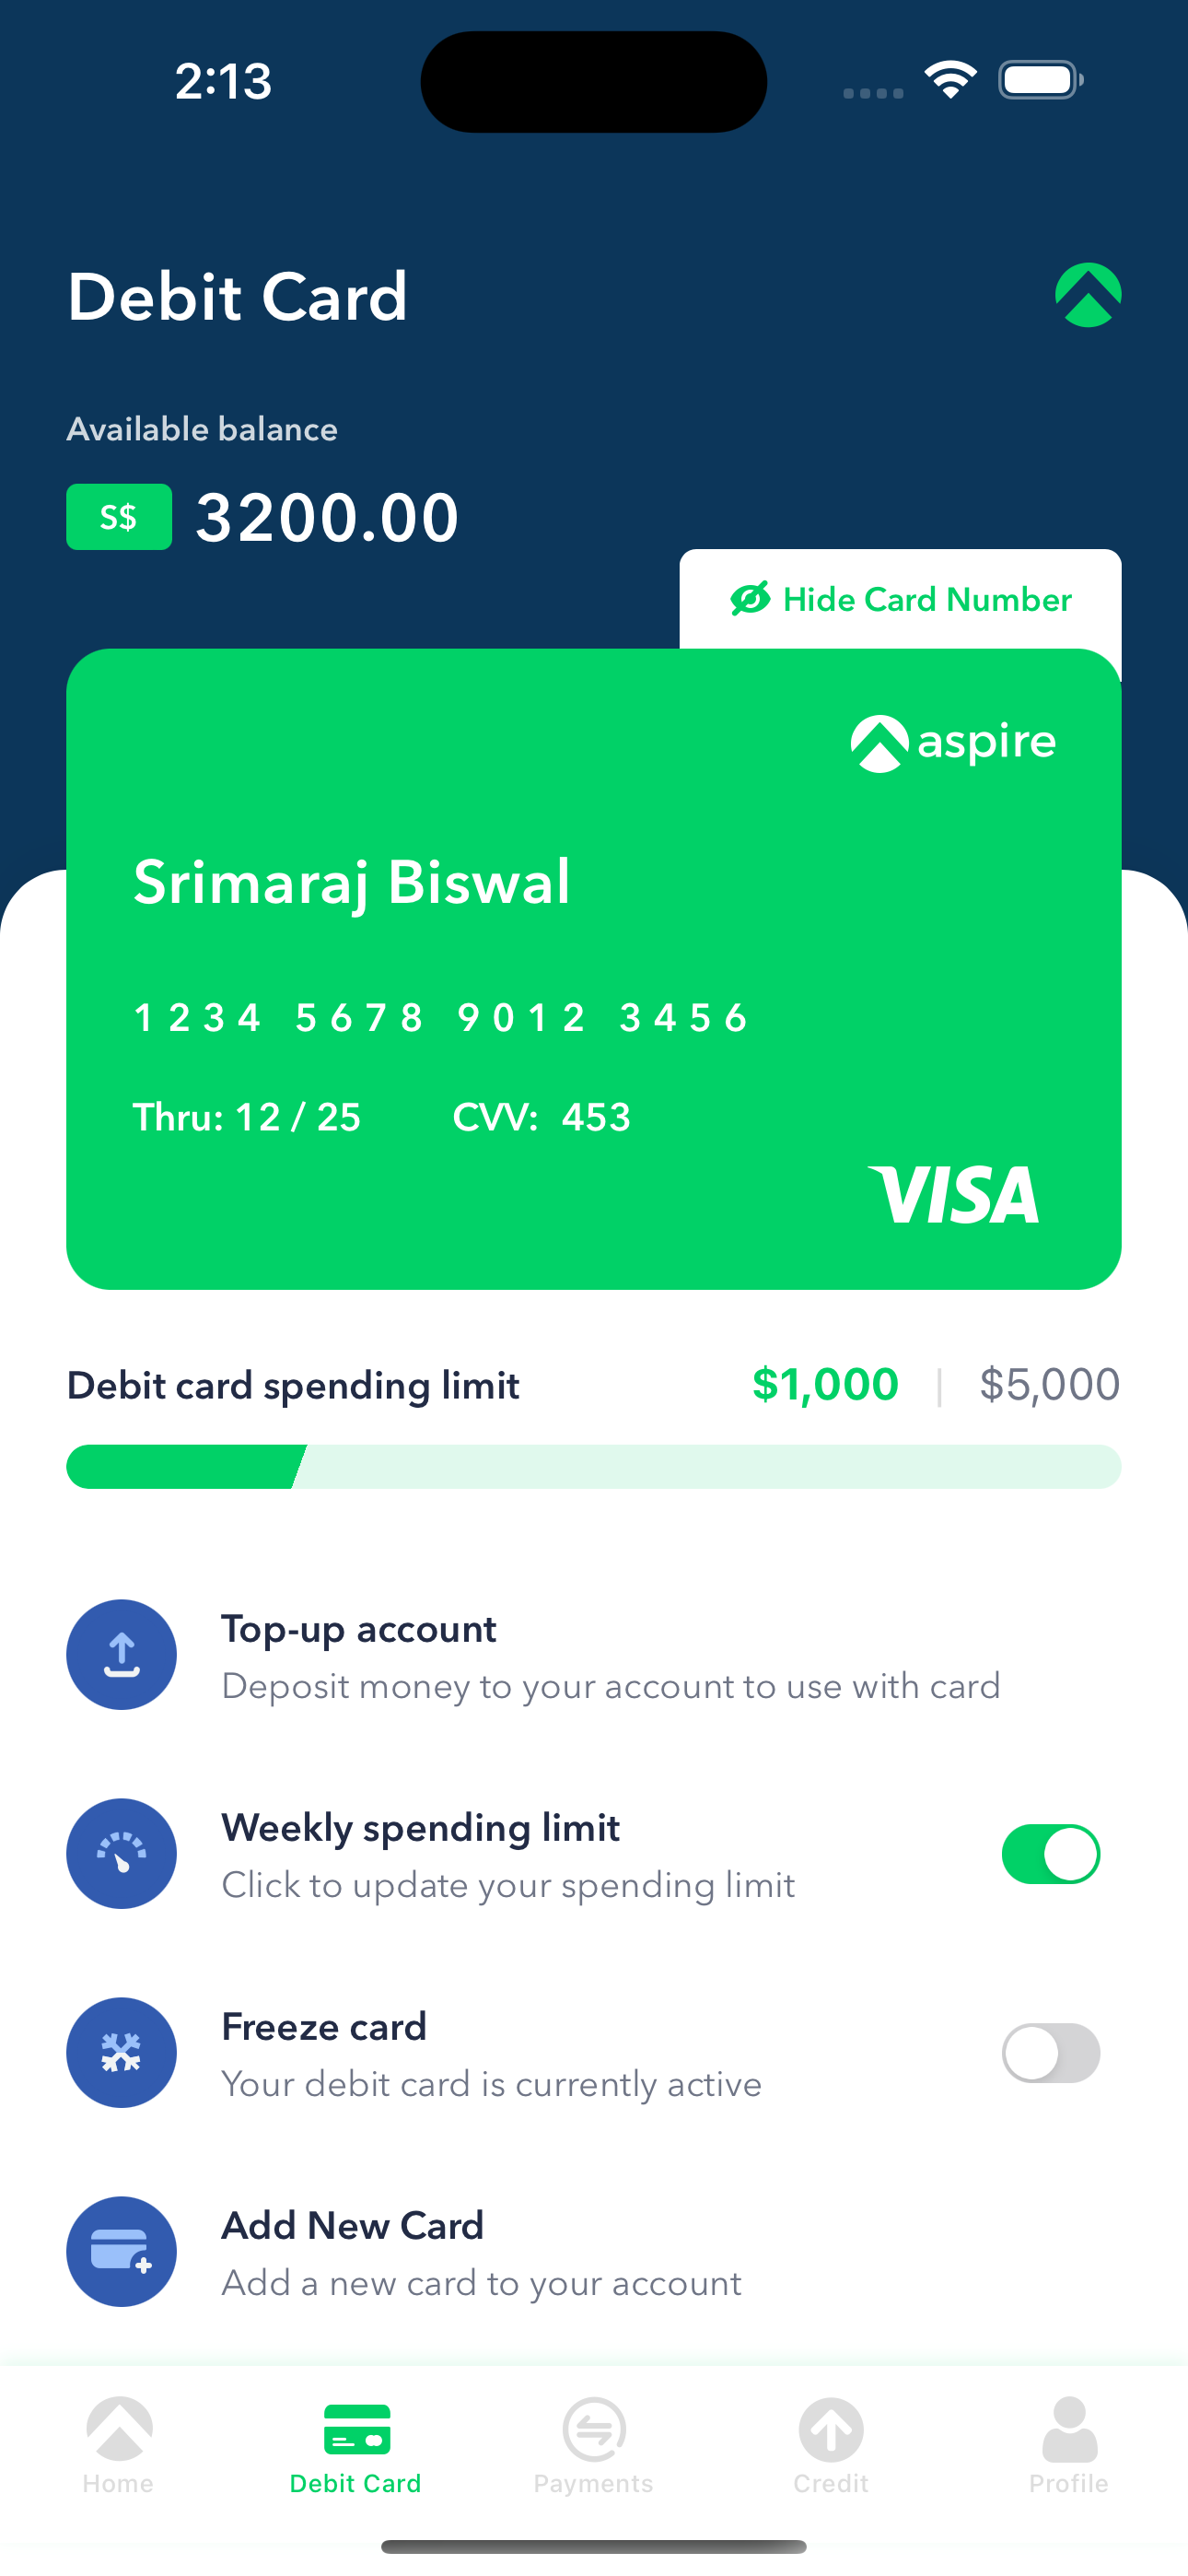 2:13
Debit Card
Available balance
S$ 3200.00
Hide Card Number
aspire
Srimaraj Biswal
1234 5678 9012 3456
Thru: 12 / 25 CVV: 453
VISA
Debit card spending limit $1,000 | $5,000
Top-up account
Deposit money to your account to use with card
Weekly spending limit
Click to update your spending limit
Freeze card
Your debit card is currently active
Add New Card
Add a new card to your account
Home Debit Card Payments Credit Profile